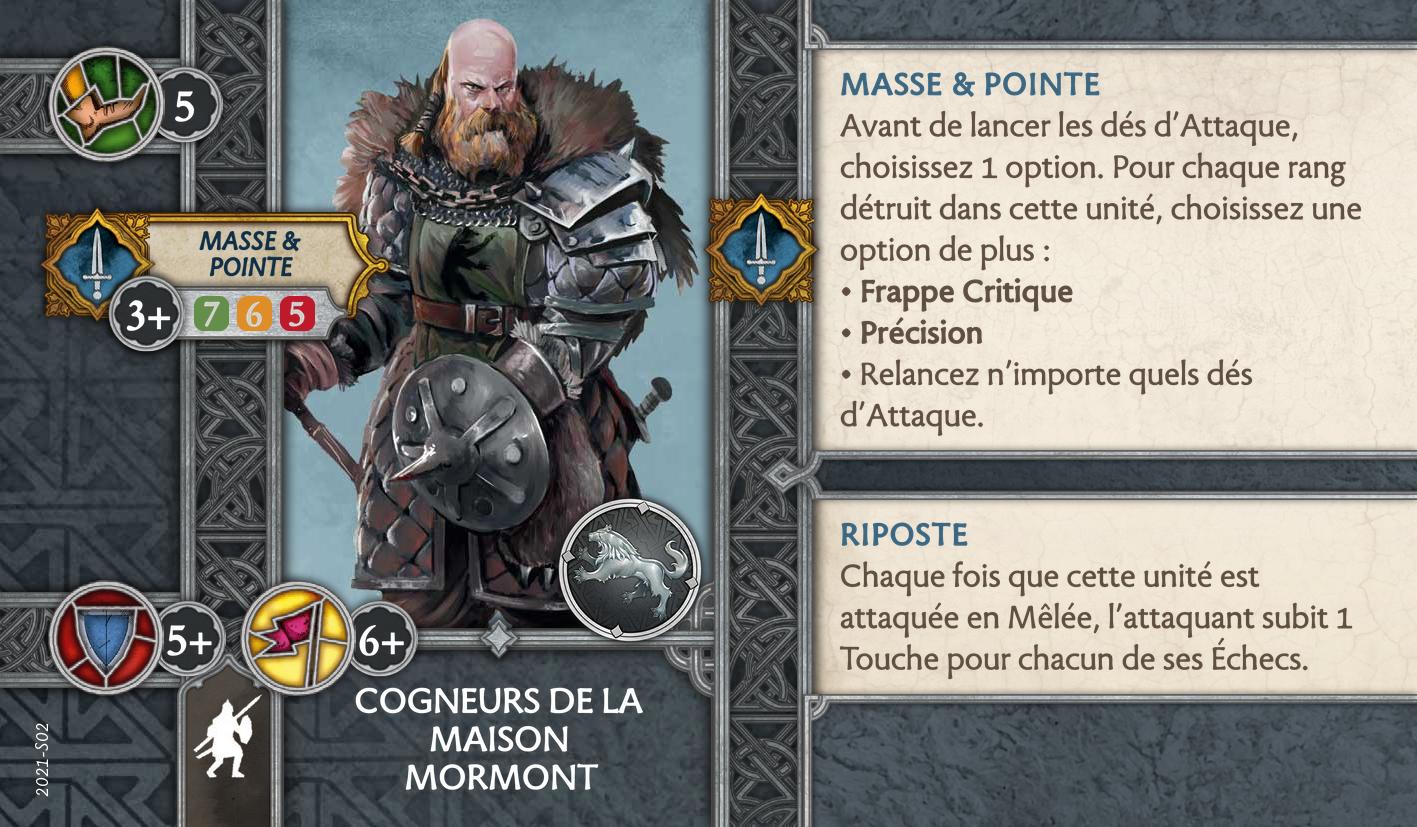 5
MASSE &
POINTE
3+ 7 6 5
5+ 6+
COGNEURS DE LA
MAISON
MORMONT
2021-S02
MASSE & POINTE
Avant de lancer les dés d’Attaque,
choisissez 1 option. Pour chaque rang
détruit dans cette unité, choisissez une
option de plus :
• Frappe Critique
• Précision
• Relancez n’importe quels dés
d’Attaque.
RIPOSTE
Chaque fois que cette unité est
attaquée en Mêlée, l’attaquant subit 1
Touche pour chacun de ses Échecs.